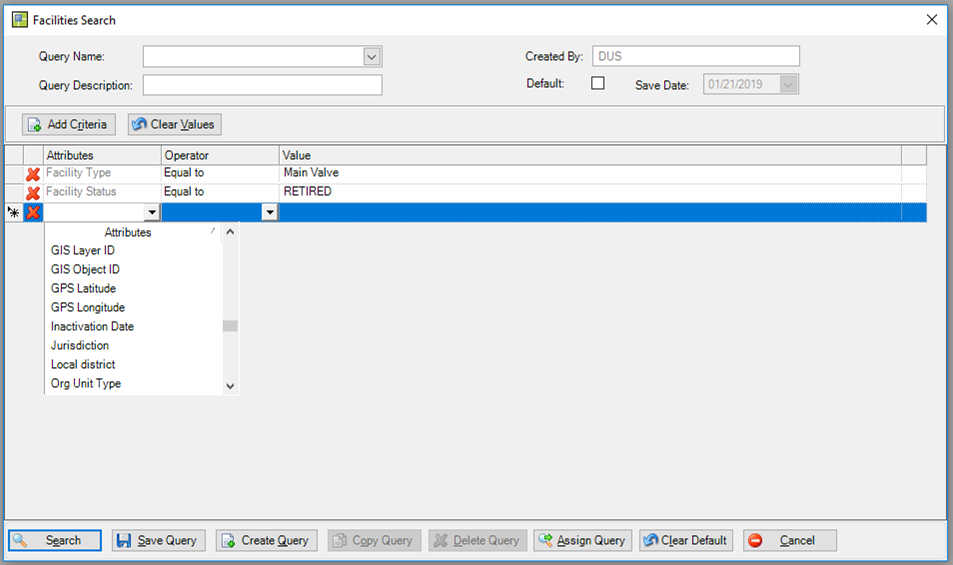 Facilities Search
Query Name:
Created By: DUS
Query Description:
Default:
Save Date: 01/21/2019
Add Criteria Clear Values
Attributes Operator Value
Facility Type Equal to Main Valve
Facility Status Equal to RETIRED
Attributes
GIS Layer ID
GIS Object ID
GPS Latitude
GPS Longitude
Inactivation Date
Jurisdiction
Local district
Org Unit Type
Search Save Query Create Query Copy Query Delete Query Assign Query Clear Default Cancel